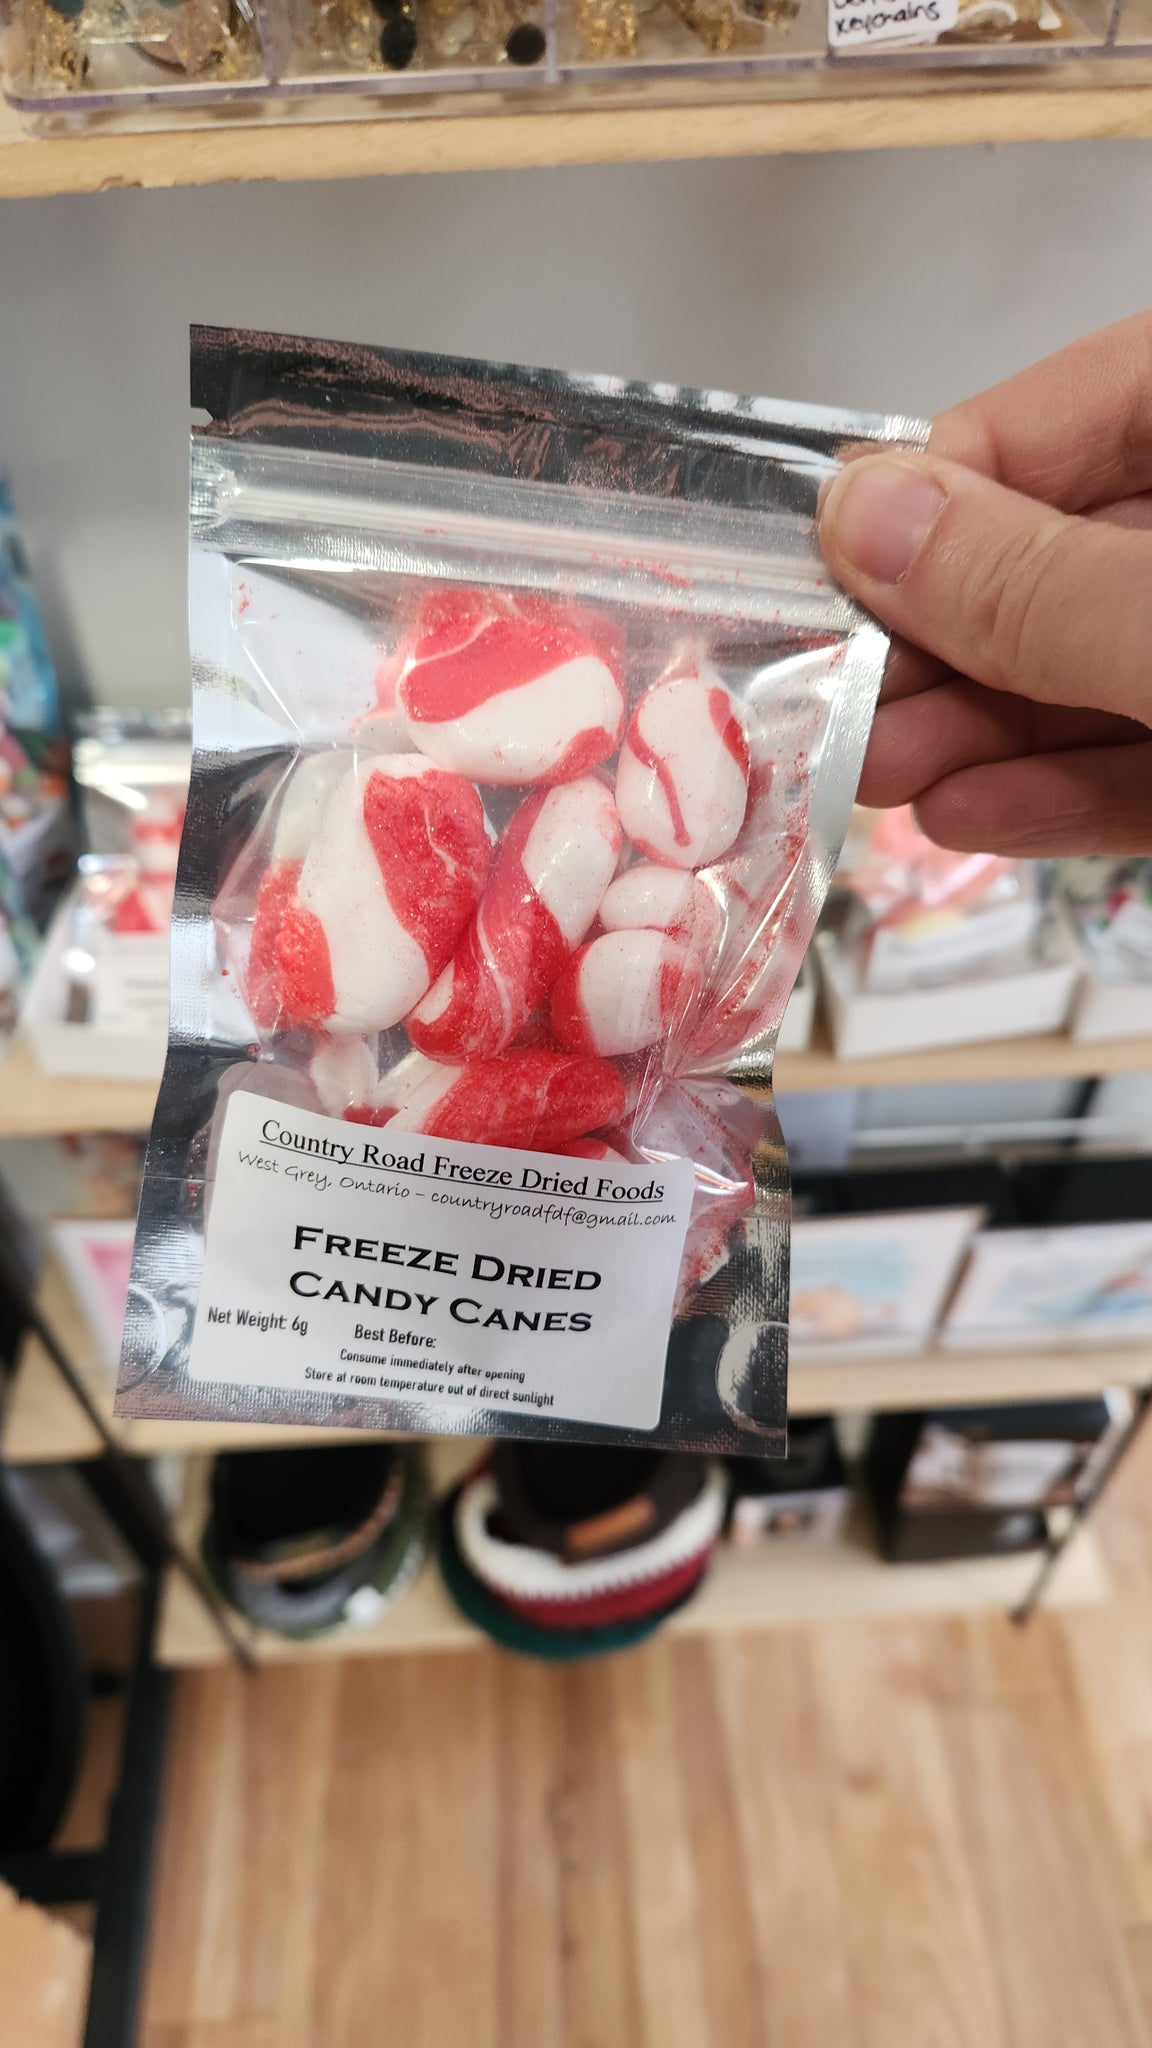 keychains
Country Road Freeze Dried Foods
West Grey, Ontario – countryroadfdf@gmail.com
FREEZE DRIED
CANDY CANES
Net Weight: 6g
Best Before:
Consume immediately after opening
Store at room temperature out of direct sunlight